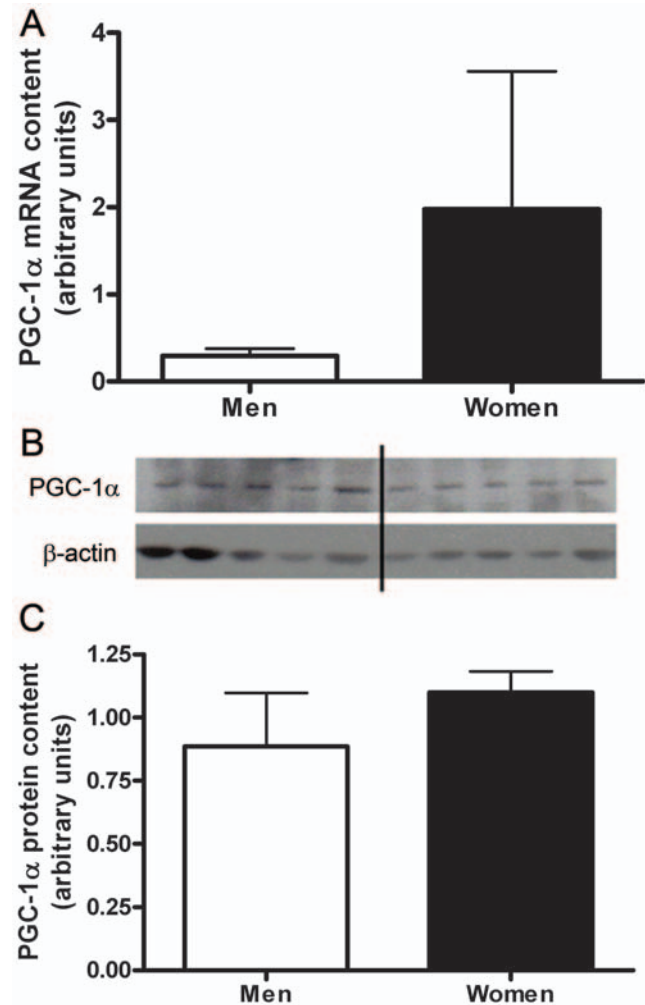 A
PGC-1α mRNA content
(arbitrary units)
4
3
2
1
0
Men Women
B
PGC-1α
β-actin
C
PGC-1α protein content
(arbitrary units)
1.25
1.00
0.75
0.50
0.25
0.00
Men Women